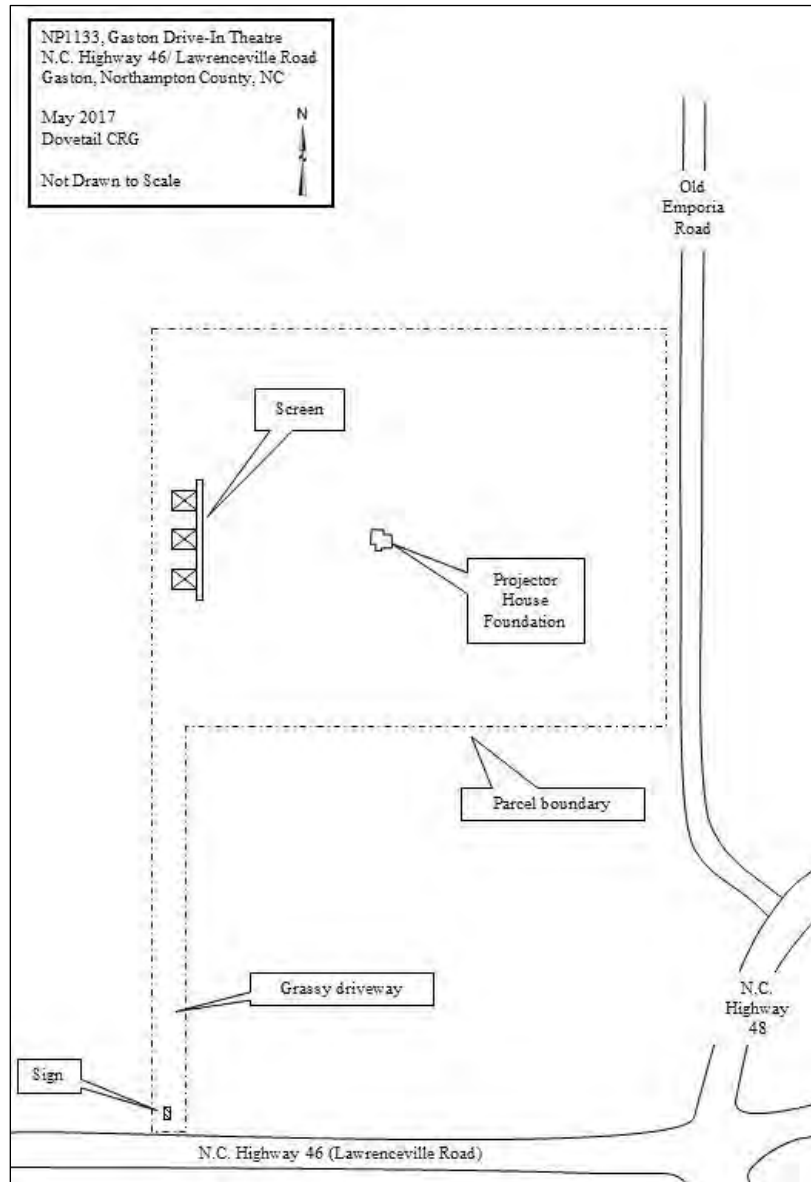 NP1133, Gaston Drive-In Theatre
N.C. Highway 46/ Lawrenceville Road
Gaston, Northampton County, NC
May 2017
Dovetail CRG
N
Not Drawn to Scale
Old
Emporia
Road
Screen
Projector
House
Foundation
Parcel boundary
Grassy driveway
N.C.
Highway
48
Sign
N.C. Highway 46 (Lawrenceville Road)